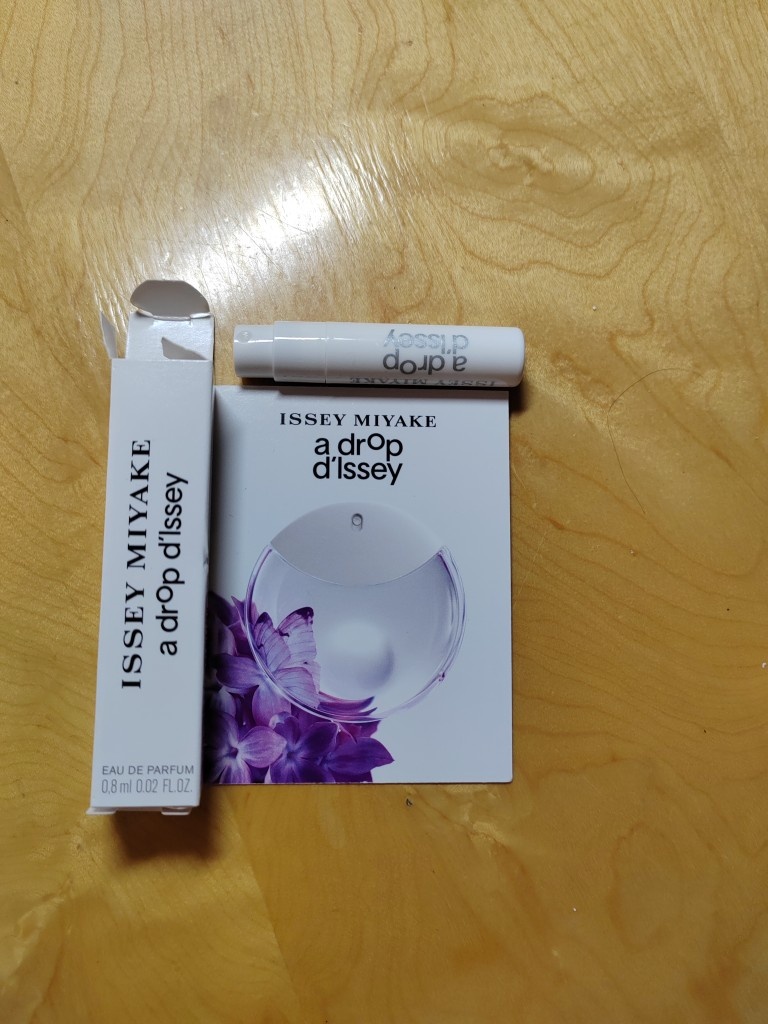 a drop
d'Issey
ISSEY MIYAKE
ISSEY MIYAKE
a drop
d'Issey
ISSEY MIYAKE
a drop d'Issey
EAU DE PARFUM
0.8 ml 0.02 FL.OZ.